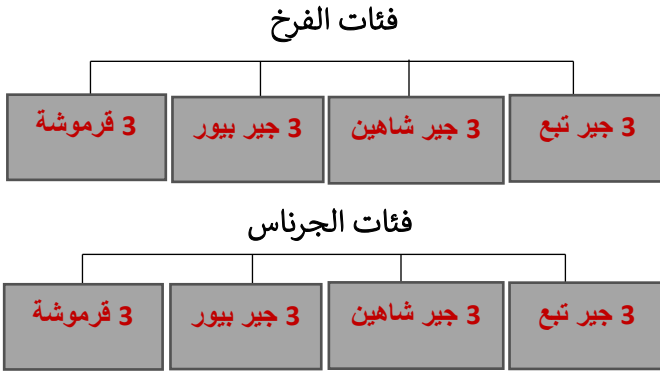 فئات الفرخ
3 جير تبع
3 جير شاهين
3 جير بيور
3 قرموشة
فئات الجرناس
3 جير تبع
3 جير شاهين
3 جير بيور
3 قرموشة